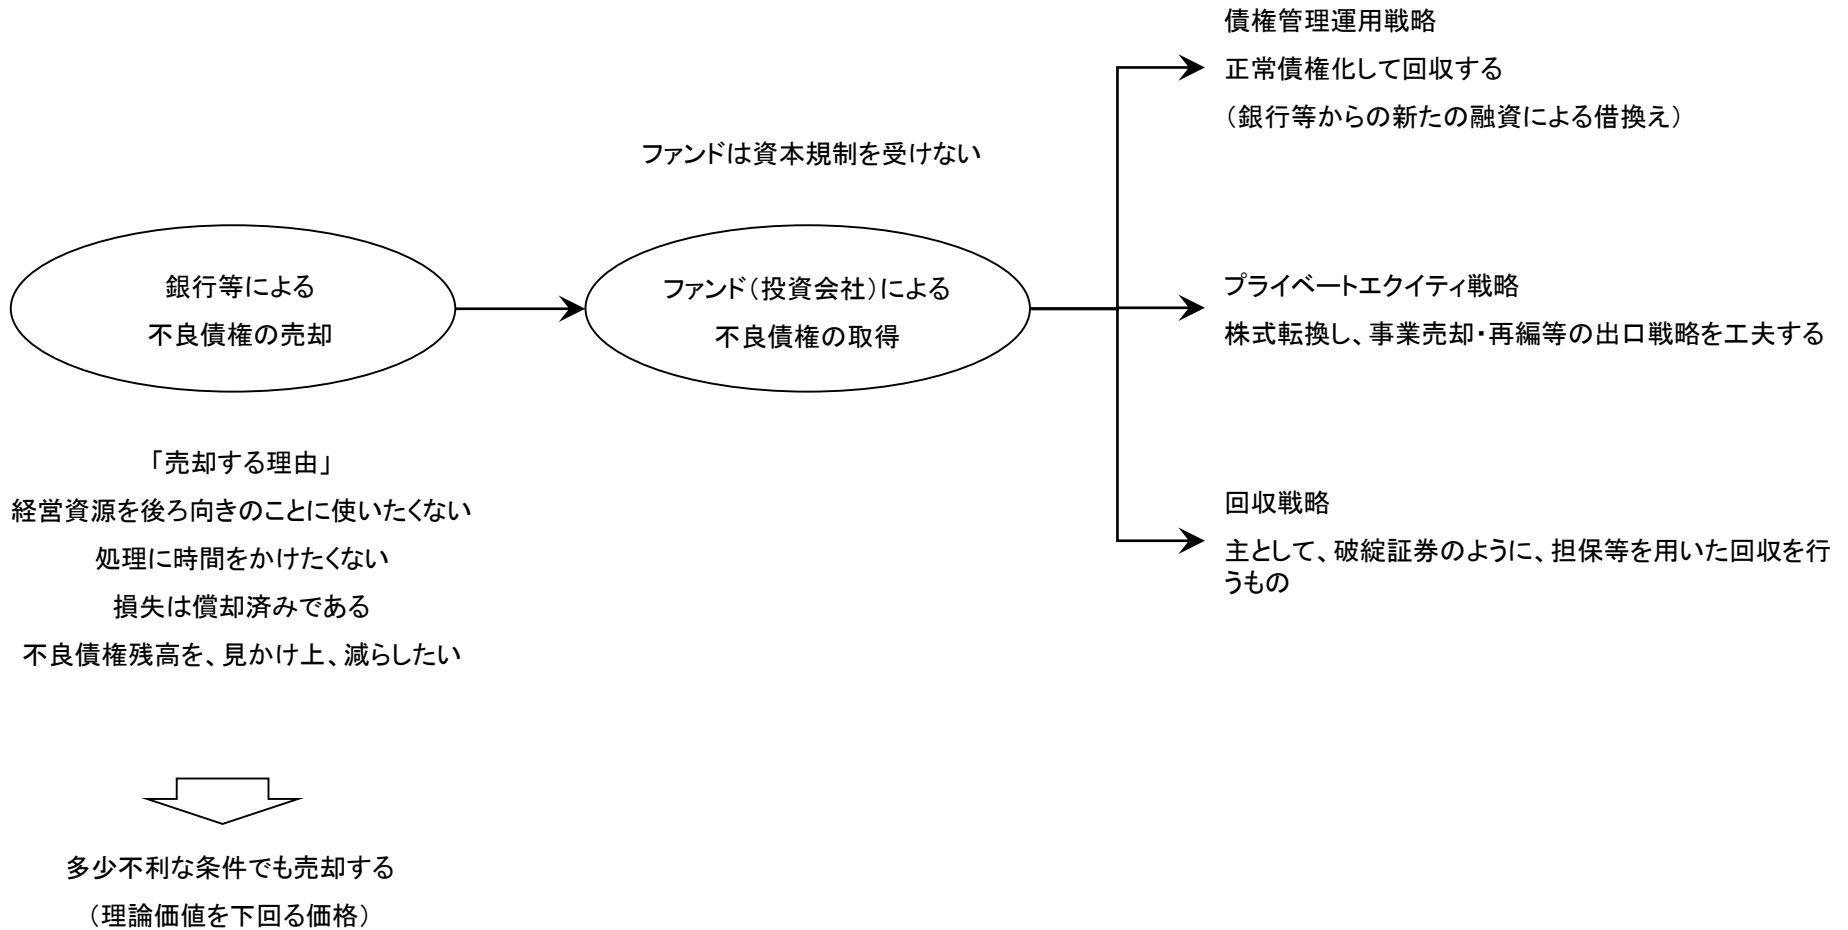 債権管理運用戦略
正常債権化して回収する
（銀行等からの新たの融資による借換え）
ファンドは資本規制を受けない
銀行等による
不良債権の売却
ファンド（投資会社）による
不良債権の取得
プライベートエクイティ戦略
株式転換し、事業売却・再編等の出口戦略を工夫する
「売却する理由」
経営資源を後ろ向きのことに使いたくない
処理に時間をかけたくない
損失は償却済みである
不良債権残高を、見かけ上、減らしたい
回収戦略
主として、破綻証券のように、担保等を用いた回収を行
うもの
多少不利な条件でも売却する
（理論価値を下回る価格）